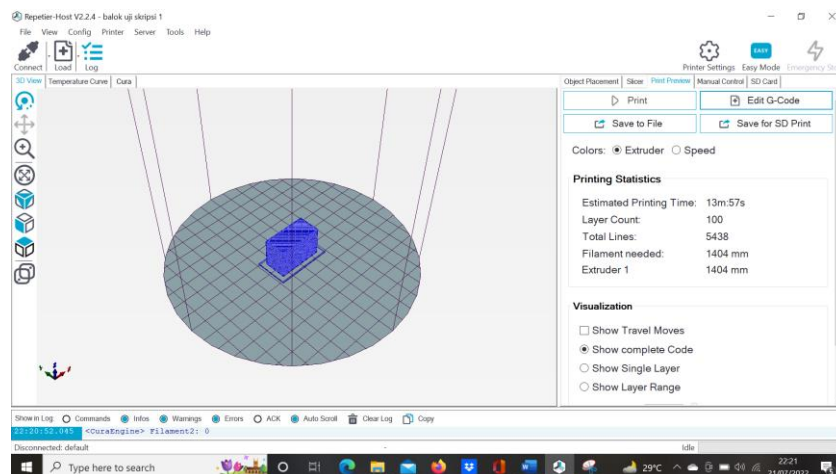 Repetier-Host V2.2.4 - balok uji skripsi 1
File View Config Printer Server Tools Help
Connect Load Log Printer Settings Easy Mode Emergency St
EASY
3D View Temperature Curve Cura
Object Placement Slicer Print Preview Manual Control SD Card
Print Edit G-Code
Save to File Save for SD Print
Colors: Extruder Speed
Printing Statistics
Estimated Printing Time: 13m:57s
Layer Count: 100
Total Lines: 5438
Filament needed: 1404 mm
Extruder 1 1404 mm
Visualization
Show Travel Moves
Show complete Code
Show Single Layer
Show Layer Range
Show in Log: Commands Infos Warnings Errors ACK Auto Scroll Clear Log Copy
22:20:52.045 <CuraEngine> Filament2: 0
Disconnected: default - Idle
Type here to search
29°C
22:21
21/07/2022